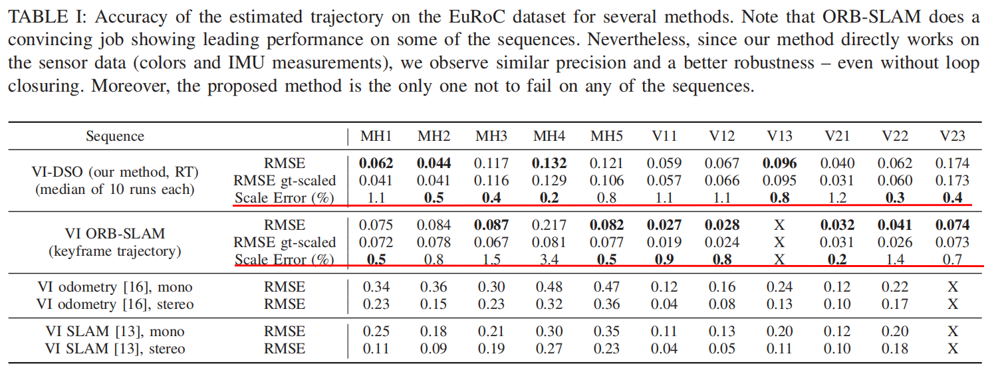 TABLE I: Accuracy of the estimated trajectory on the EuRoC dataset for several methods. Note that ORB-SLAM does a
convincing job showing leading performance on some of the sequences. Nevertheless, since our method directly works on
the sensor data (colors and IMU measurements), we observe similar precision and a better robustness – even without loop
closuring. Moreover, the proposed method is the only one not to fail on any of the sequences.
Sequence MH1 MH2 MH3 MH4 MH5 V11 V12 V13 V21 V22 V23
VI-DSO (our method, RT) RMSE 0.062 0.044 0.117 0.132 0.121 0.059 0.067 0.096 0.040 0.062 0.174
(median of 10 runs each) RMSE gt-scaled 0.041 0.041 0.116 0.129 0.106 0.057 0.066 0.095 0.031 0.060 0.173
Scale Error (%) 1.1 0.5 0.4 0.2 0.8 1.1 1.1 0.8 1.2 0.3 0.4
VI ORB-SLAM RMSE 0.075 0.084 0.087 0.217 0.082 0.027 0.028 X 0.032 0.041 0.074
(keyframe trajectory) RMSE gt-scaled 0.072 0.078 0.067 0.081 0.077 0.019 0.024 X 0.031 0.026 0.073
Scale Error (%) 0.5 0.8 1.5 3.4 0.5 0.9 0.8 X 0.2 1.4 0.7
VI odometry [16], mono RMSE 0.34 0.36 0.30 0.48 0.47 0.12 0.16 0.24 0.12 0.22 X
VI odometry [16], stereo RMSE 0.23 0.15 0.23 0.32 0.36 0.04 0.08 0.13 0.10 0.17 X
VI SLAM [13], mono RMSE 0.25 0.18 0.21 0.30 0.35 0.11 0.13 0.20 0.12 0.20 X
VI SLAM [13], stereo RMSE 0.11 0.09 0.19 0.27 0.23 0.04 0.05 0.11 0.10 0.18 X